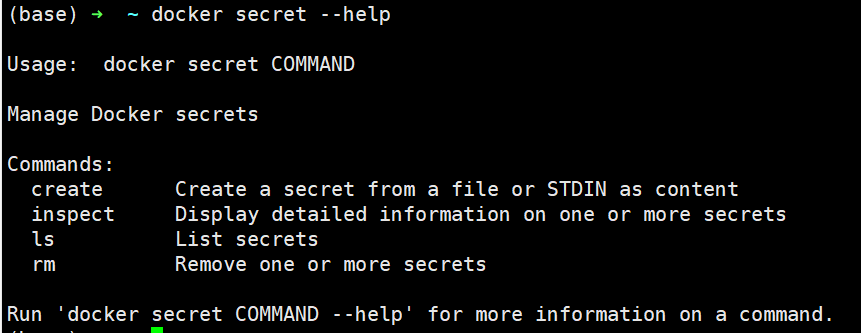 (base) → ~ docker secret --help
Usage:  docker secret COMMAND
Manage Docker secrets
Commands:
  create      Create a secret from a file or STDIN as content
  inspect     Display detailed information on one or more secrets
  ls          List secrets
  rm          Remove one or more secrets
Run 'docker secret COMMAND --help' for more information on a command.